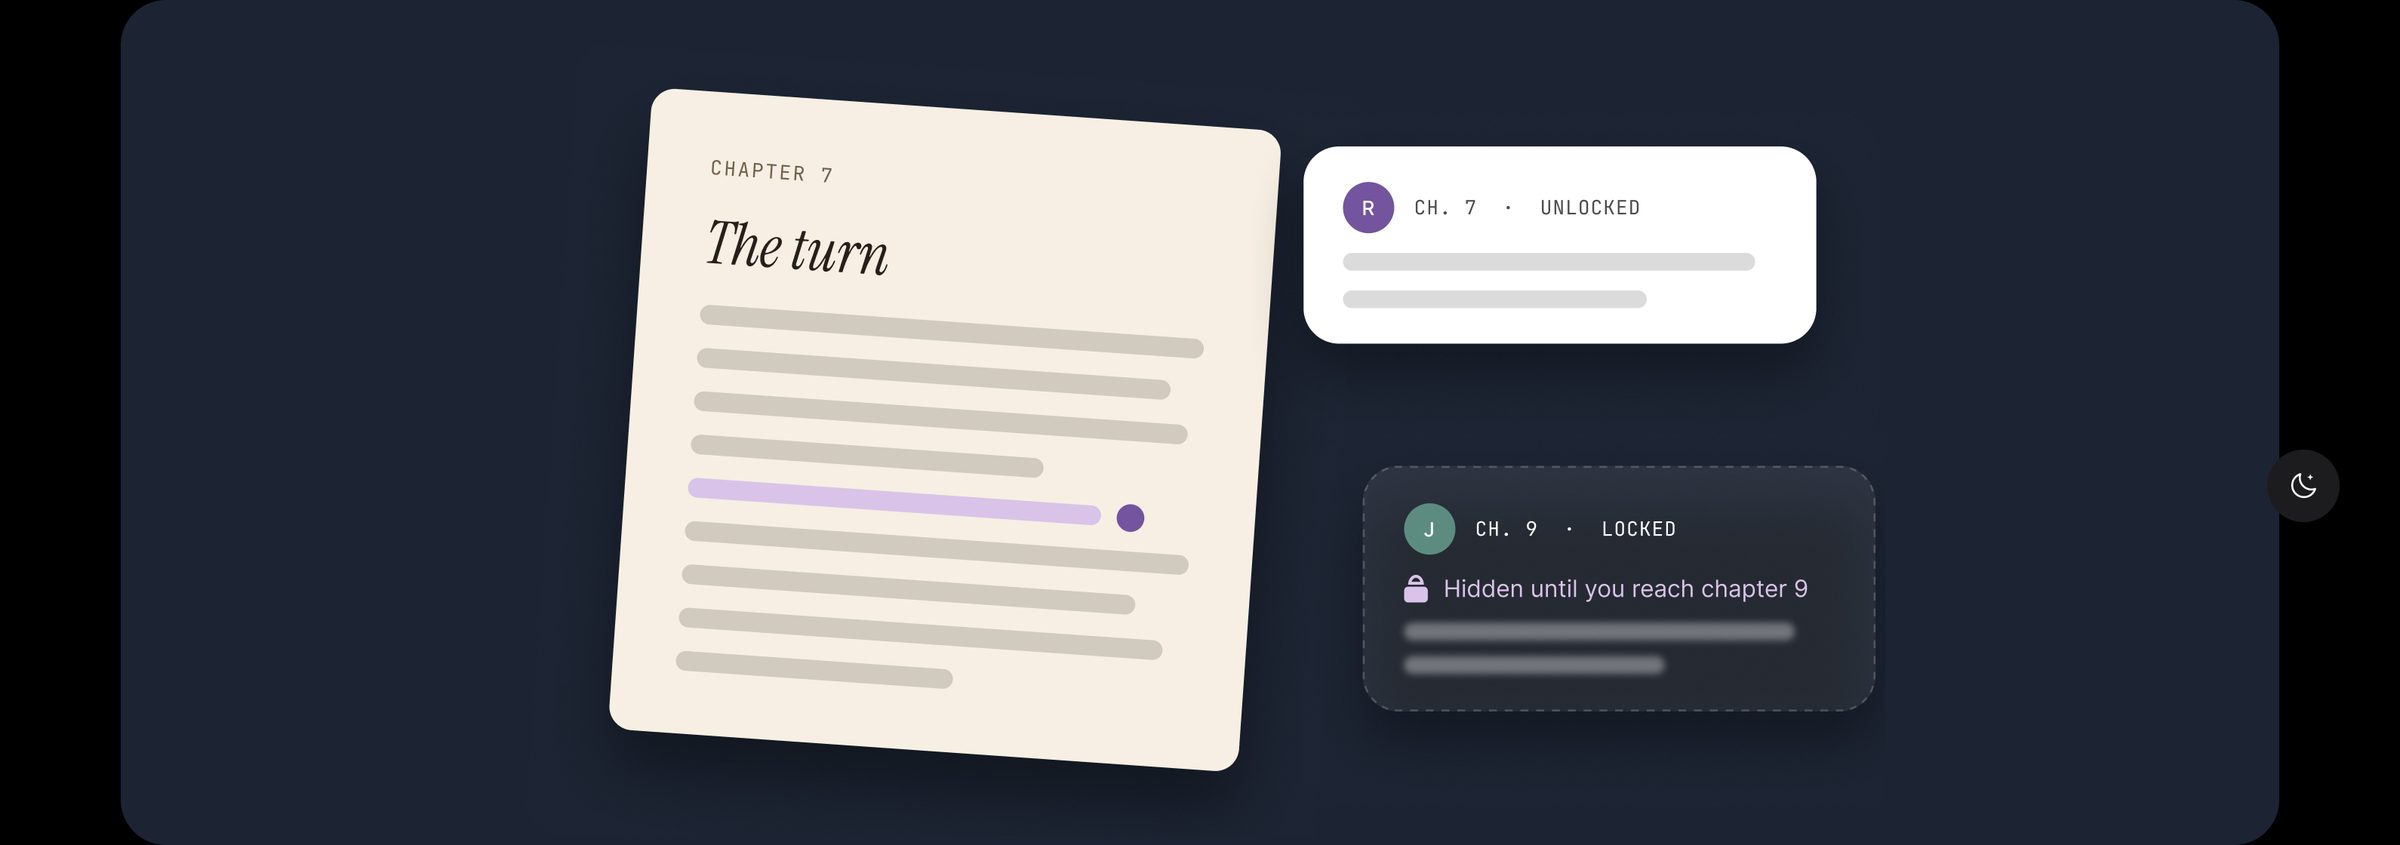 CHAPTER 7
The turn
R CH. 7 · UNLOCKED
J CH. 9 · LOCKED
Hidden until you reach chapter 9